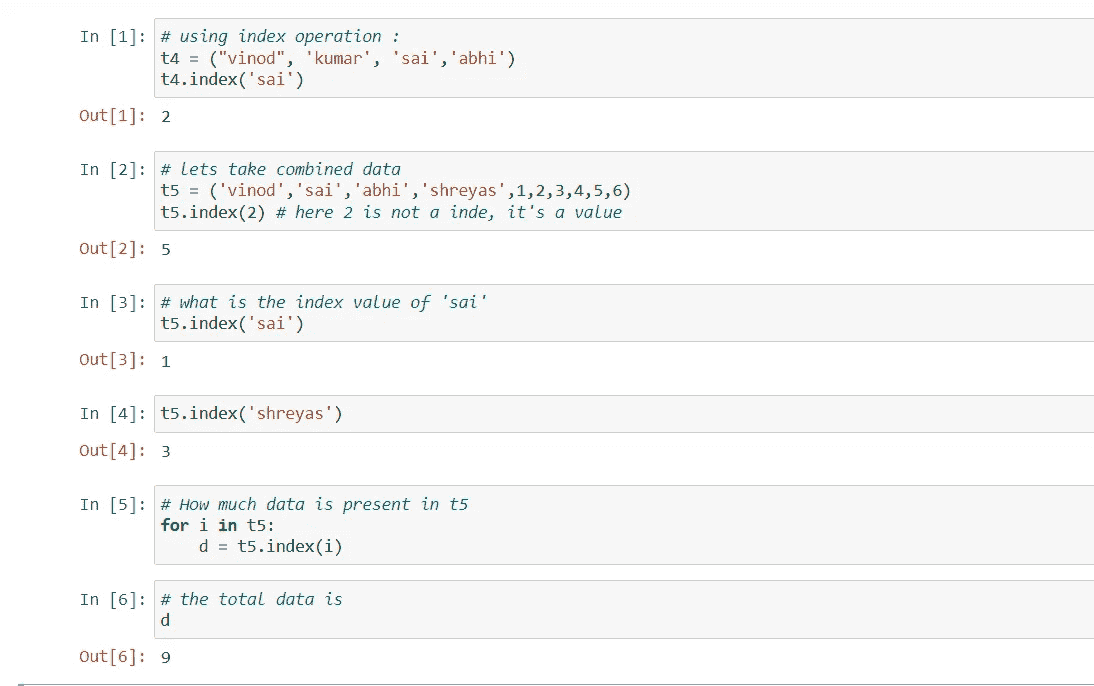 In [1]: # using index operation :
t4 = ("vinod", 'kumar', 'sai','abhi')
t4.index('sai')
Out[1]: 2
In [2]: # lets take combined data
t5 = ('vinod','sai','abhi','shreyas',1,2,3,4,5,6)
t5.index(2) # here 2 is not a inde, it's a value
Out[2]: 5
In [3]: # what is the index value of 'sai'
t5.index('sai')
Out[3]: 1
In [4]: t5.index('shreyas')
Out[4]: 3
In [5]: # How much data is present in t5
for i in t5:
    d = t5.index(i)
In [6]: # the total data is
d
Out[6]: 9